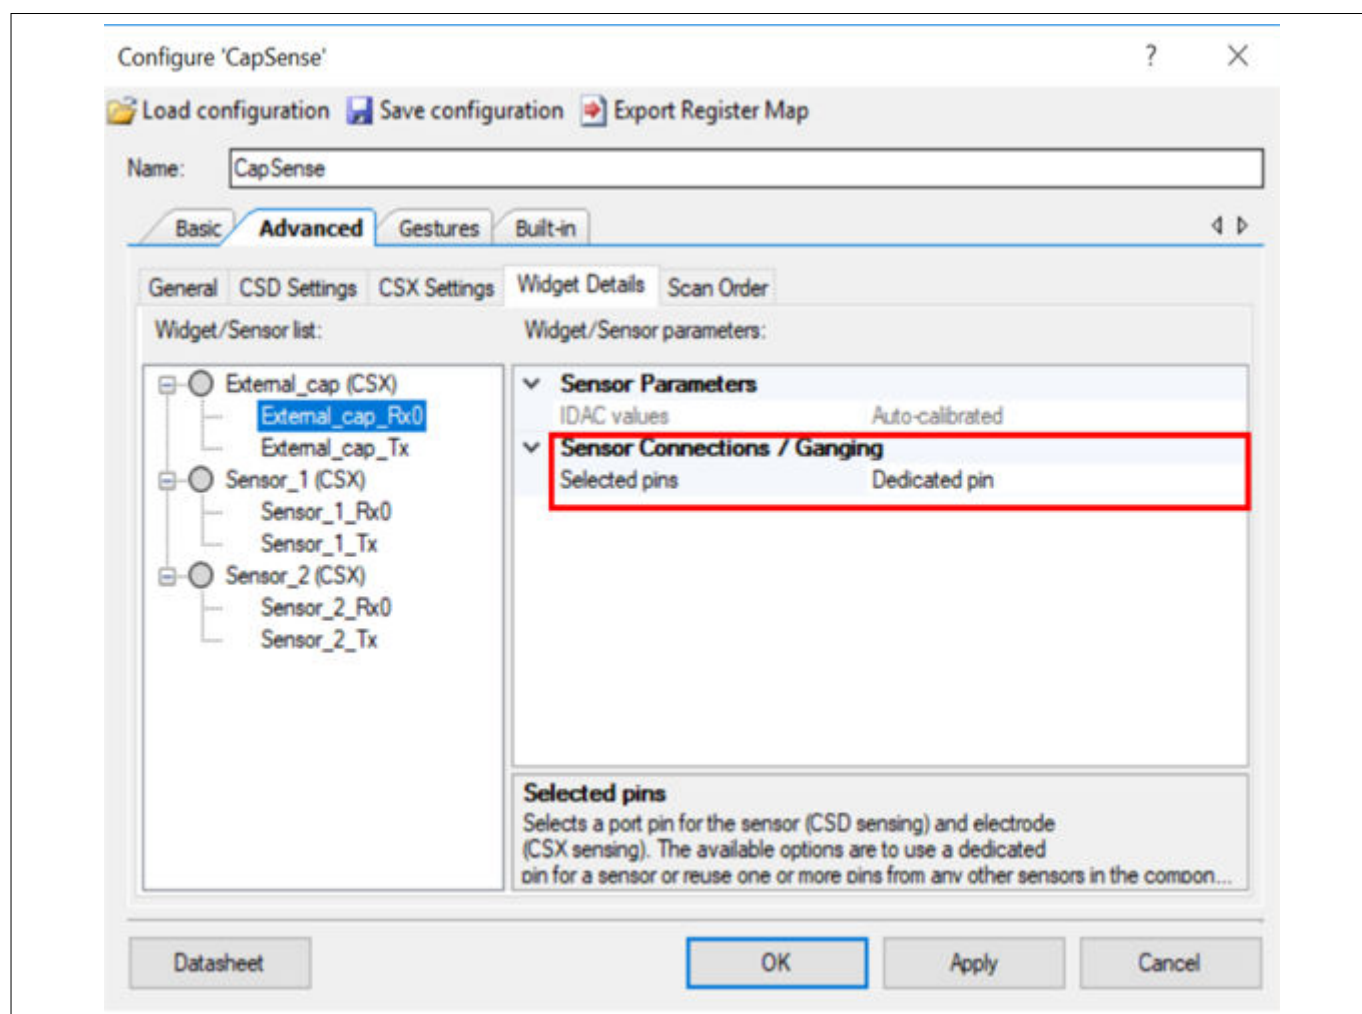 Configure 'CapSense' ?
Load configuration Save configuration Export Register Map
Name: CapSense
Basic Advanced Gestures Built-in
General CSD Settings CSX Settings Widget Details Scan Order
Widget/Sensor list: Widget/Sensor parameters:
External_cap (CSX) Sensor Parameters
External_cap_Rx0 IDAC values Auto-calibrated
External_cap_Tx Sensor Connections / Ganging
Sensor_1 (CSX) Selected pins Dedicated pin
Sensor_1_Rx0
Sensor_1_Tx
Sensor_2 (CSX)
Sensor_2_Rx0
Sensor_2_Tx
Selected pins
Selects a port pin for the sensor (CSD sensing) and electrode
(CSX sensing). The available options are to use a dedicated
pin for a sensor or reuse one or more pins from any other sensors in the compon...
Datasheet OK Apply Cancel